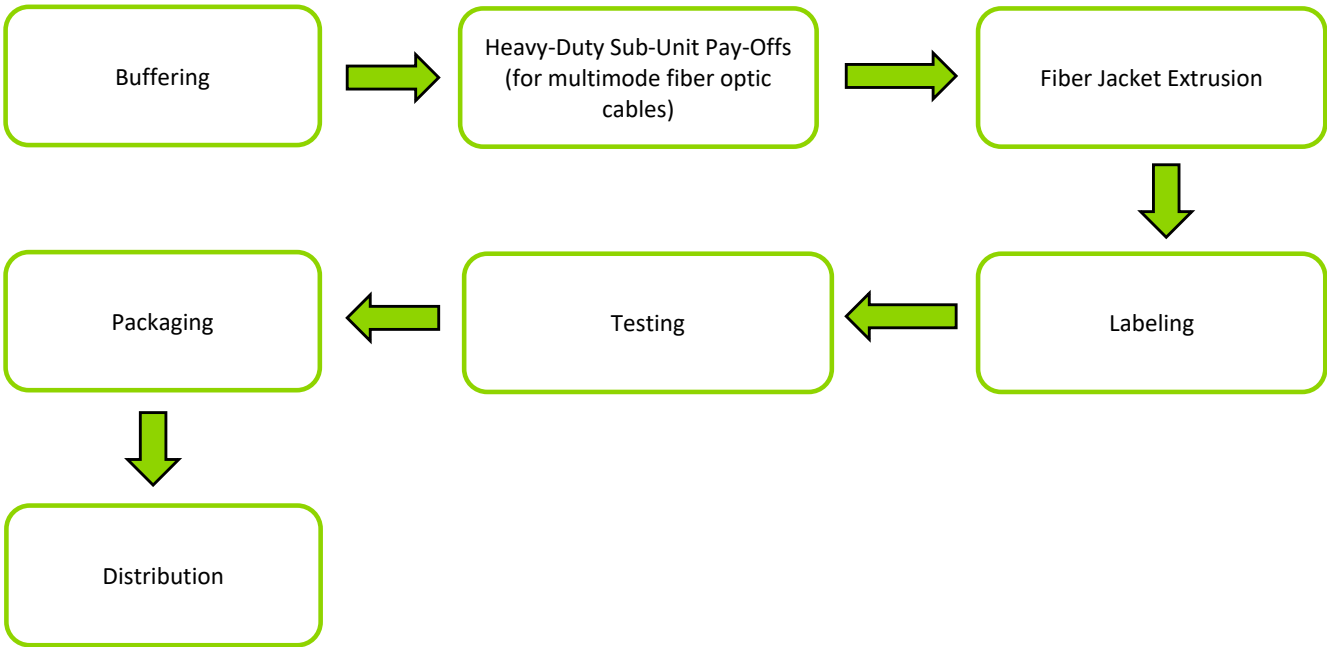 Buffering
Heavy-Duty Sub-Unit Pay-Offs
(for multimode fiber optic
cables)
Fiber Jacket Extrusion
Labeling
Testing
Packaging
Distribution